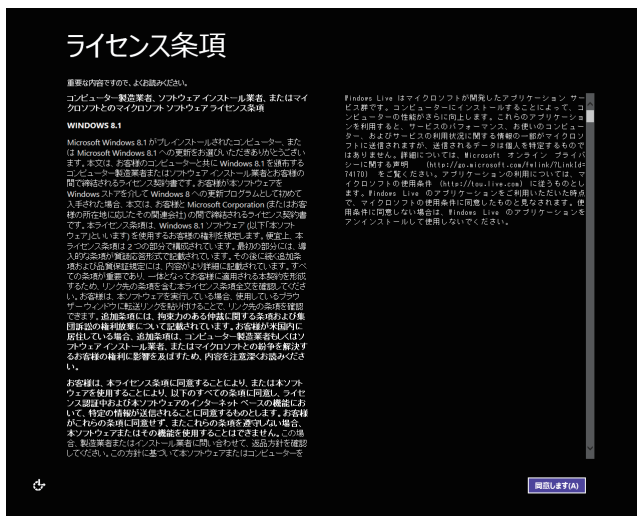 ライセンス条項
重要な内容ですので、よくお読みください。
コンピューター製造業者、ソフトウェア インストール業者、またはマイ
クロソフトとのマイクロソフト ソフトウェア ライセンス条項
WINDOWS 8.1
Microsoft Windows 8.1 がプレインストールされたコンピューター、また
は Microsoft Windows 8.1 への更新をお選びいただきありがとうござい
ます。本文は、お客様のコンピューターと共に Windows 8.1 を頒布する
コンピューター製造業者またはソフトウェアインストール業者とお客様の
間で締結されるライセンス契約書です。お客様が本ソフトウェアを
Windows ストアを介して Windows 8 への更新プログラムとして初めて
入手された場合、本文は、お客様と Microsoft Corporation (またはお客
様の所在地に応じたその関連会社) の間で締結されるライセンス契約書
です。本ライセンス条項は、Windows 8.1 ソフトウェア (以下「本ソフト
ウェア」といいます) を使用するお客様の権利を規定します。便宜上、本
ライセンス条項は 2 つの部分で構成されています。最初の部分には、導
入的な条項が質疑応答形式で記載されています。その後に続く追加条
項および品質保証規定には、内容がより詳細に記載されています。すべ
ての条項が重要であり、一体となってお客様に適用される本契約を形成
するため、リンク先の条項を含む本ライセンス条項全文を確認してくださ
い。お客様は、本ソフトウェアを実行している場合、使用しているブラウ
ザーウィンドウに転送リンクを貼り付けることで、リンク先の条項を確認
できます。追加条項には、拘束力のある仲裁に関する条項および集
団訴訟の権利放棄について記載されています。お客様が米国内に
居住している場合、追加条項は、コンピューター製造業者もしくはソ
フトウェア インストール業者、またはマイクロソフトとの紛争を解決す
るお客様の権利に影響を及ぼすため、内容を注意深くお読みくださ
い。
お客様は、本ライセンス条項に同意することにより、または本ソフト
ウェアを使用することにより、以下のすべての条項に同意し、ライセ
ンス認証中および本ソフトウェアのインターネット ベースの機能にお
いて、特定の情報が送信されることに同意するものとします。お客様
がこれらの条項に同意せず、またこれらの条項を遵守しない場合、
本ソフトウェアまたはその機能を使用することはできません。この場
合、製造業者またはインストール業者に問い合わせて、返品方針を確認
してください。この方針に基づいて本ソフトウェアまたはコンピューターを
Windows Live はマイクロソフトが開発したアプリケーション サー
ビス群です。コンピューターにインストールすることによって、コ
ンピューターの性能がさらに向上します。これらのアプリケーショ
ンを利用すると、サービスのパフォーマンス、お使いのコンピュー
ター、およびサービスの利用状況に関する情報の一部がマイクロソ
フトに送信されますが、送信されるデータは個人を特定するもので
はありません。詳細については、Microsoft オンライン プライバ
シーに関する声明 (http://go.microsoft.com/fwlink/?LinkId=
74170) をご覧ください。アプリケーションの利用については、マ
イクロソフトの使用条件 (http://tou.live.com) に従うものとし
て、マイクロソフトの使用条件に同意したものと見なされます。使
用条件に同意しない場合は、Windows Live のアプリケーションを
アンインストールして使用しないでください。
同意します(A)